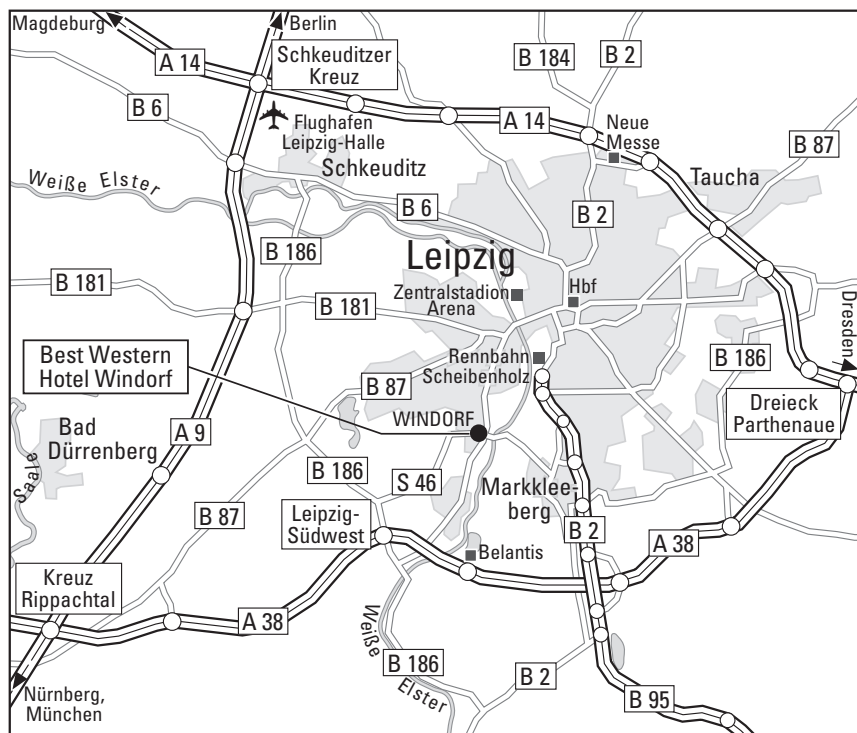 Magdeburg
Berlin
A 14
Schkeuditzer
Kreuz
B 184
B 2
B 6
Flughafen
Leipzig-Halle
A 14
Neue
Messe
B 87
Schkeuditz
Taucha
Weiße Elster
B 6
B 2
B 186
Leipzig
B 181
Zentralstadion
Arena
Hbf
B 181
Dresden
Best Western
Hotel Windorf
Rennbahn
Scheibenholz
B 186
B 87
Dreieck
Parthenaue
WINDORF
Bad
Dürrenberg
A 9
Saale
B 186
S 46
Markklee-
berg
B 87
Leipzig-
Südwest
B 2
A 38
Belantis
Kreuz
Rippachtal
A 38
Weiße
Elster
B 186
B 2
B 95
Nürnberg,
München